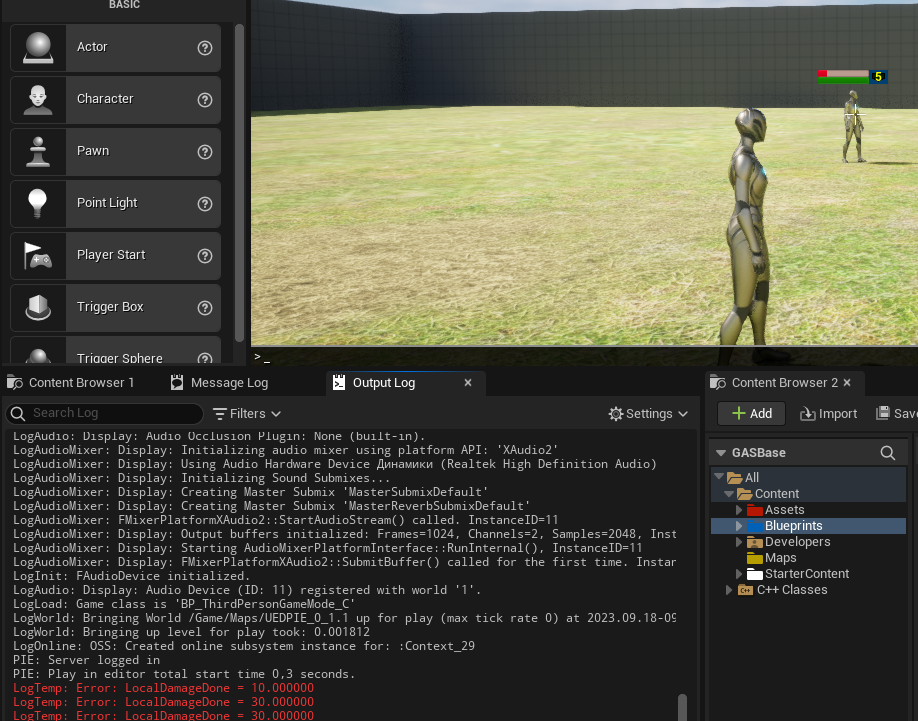 BASIC
Actor
Character
Pawn
Point Light
Player Start
Trigger Box
Trigger Sphere
5
>_
Content Browser 1
Message Log
Output Log
Search Log
Filters
Settings
LogAudio: Display: Audio Occlusion Plugin: None (built-in).
LogAudioMixer: Display: Initializing audio mixer using platform API: 'XAudio2'
LogAudioMixer: Display: Using Audio Hardware Device Динамики (Realtek High Definition Audio)
LogAudioMixer: Display: Initializing Sound Submixes...
LogAudioMixer: Display: Creating Master Submix 'MasterSubmixDefault'
LogAudioMixer: Display: Creating Master Submix 'MasterReverbSubmixDefault'
LogAudioMixer: FMixerPlatformXAudio2::StartAudioStream() called. InstanceID=11
LogAudioMixer: Display: Output buffers initialized: Frames=1024, Channels=2, Samples=2048, Inst
LogAudioMixer: Display: Starting AudioMixerPlatformInterface::RunInternal(), InstanceID=11
LogAudioMixer: Display: FMixerPlatformXAudio2::SubmitBuffer() called for the first time. Instan
LogInit: FAudioDevice initialized.
LogAudio: Display: Audio Device (ID: 11) registered with world '1'.
LogLoad: Game class is 'BP_ThirdPersonGameMode_C'
LogWorld: Bringing World /Game/Maps/UEDPIE_0_1.1 up for play (max tick rate 0) at 2023.09.18-09
LogWorld: Bringing up level for play took: 0.001812
LogOnline: OSS: Created online subsystem instance for: :Context_29
PIE: Server logged in
PIE: Play in editor total start time 0,3 seconds.
LogTemp: Error: LocalDamageDone = 10.000000
LogTemp: Error: LocalDamageDone = 30.000000
LogTemp: Error: LocalDamageDone = 30.000000
Content Browser 2
Add
Import
Save
GASBase
All
Content
Assets
Blueprints
Developers
Maps
StarterContent
C++ Classes